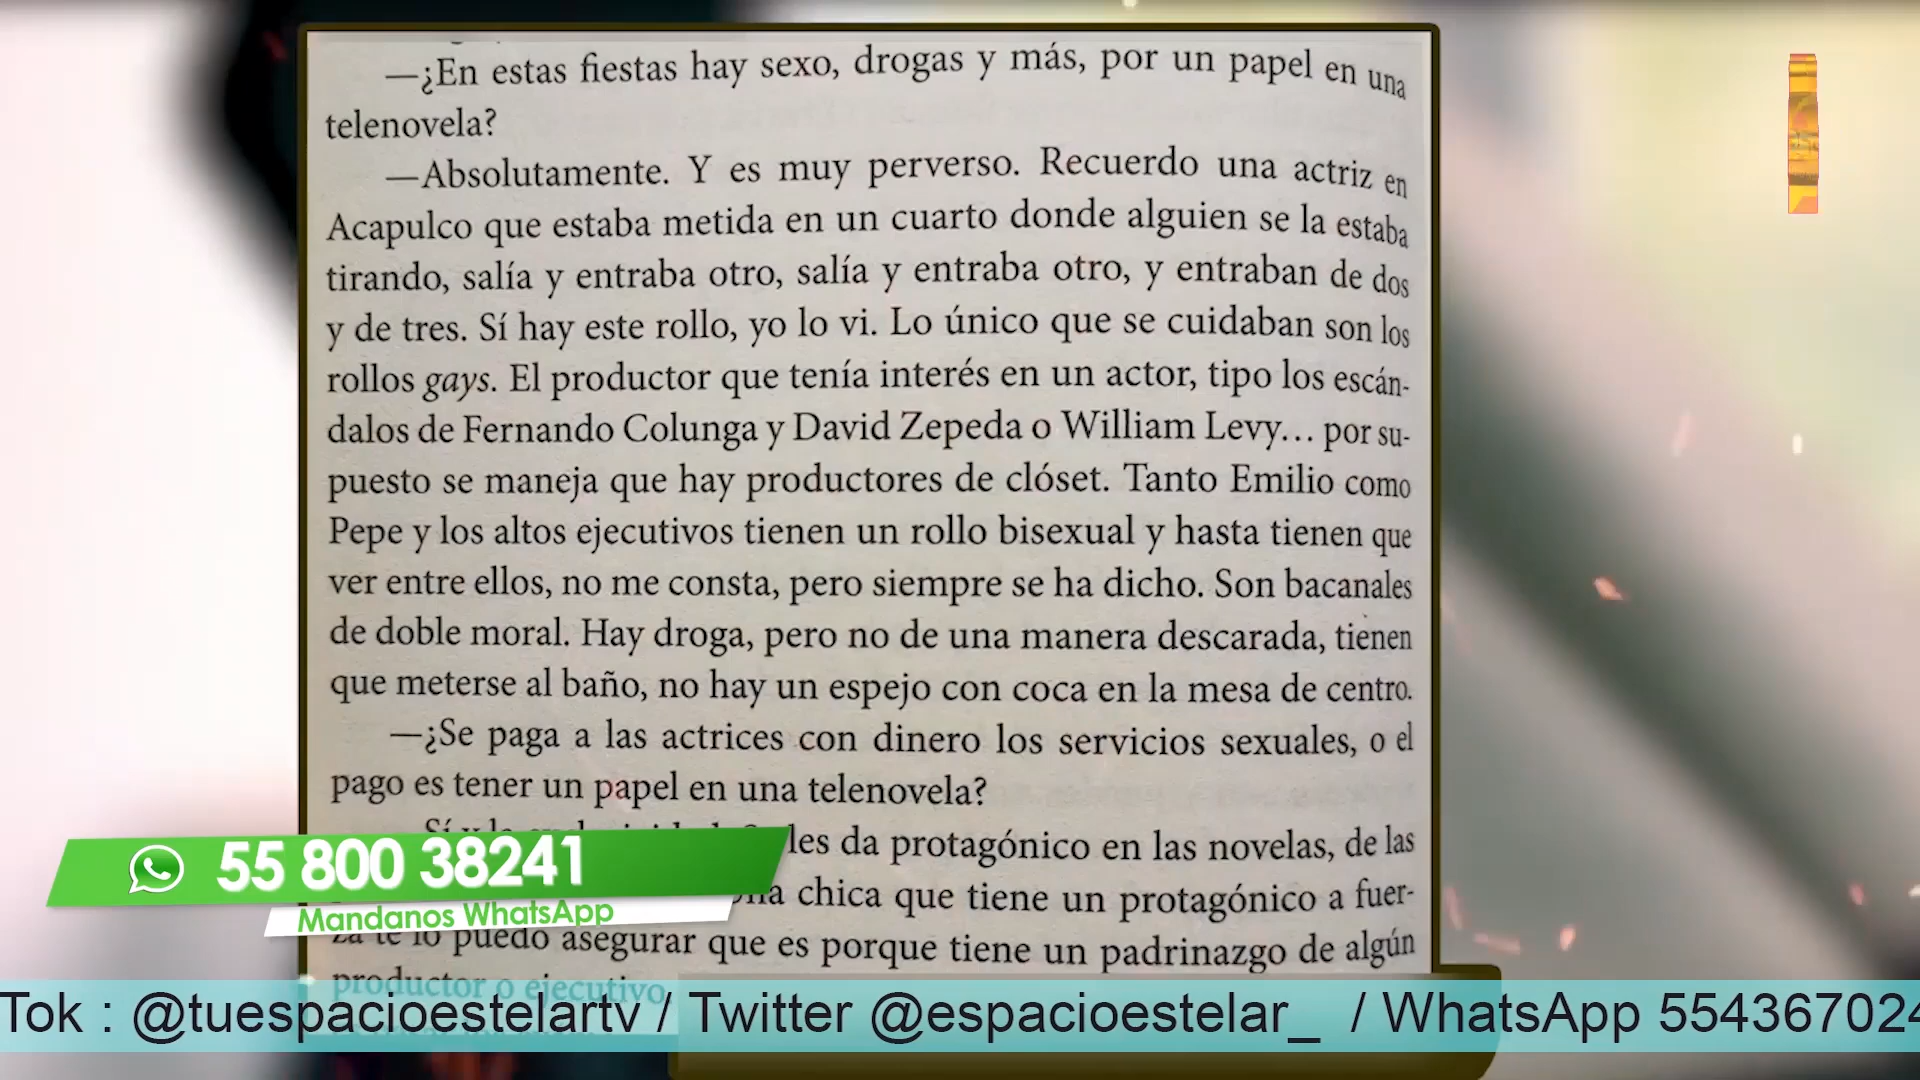 —¿En estas fiestas hay sexo, drogas y más, por un papel en una
telenovela?
—Absolutamente. Y es muy perverso. Recuerdo una actriz en
Acapulco que estaba metida en un cuarto donde alguien se la estaba
tirando, salía y entraba otro, salía y entraba otro, y entraban de dos
y de tres. Sí hay este rollo, yo lo vi. Lo único que se cuidaban son los
rollos gays. El productor que tenía interés en un actor, tipo los escán-
dalos de Fernando Colunga y David Zepeda o William Levy… por su-
puesto se maneja que hay productores de clóset. Tanto Emilio como
Pepe y los altos ejecutivos tienen un rollo bisexual y hasta tienen que
ver entre ellos, no me consta, pero siempre se ha dicho. Son bacanales
de doble moral. Hay droga, pero no de una manera descarada, tienen
que meterse al baño, no hay un espejo con coca en la mesa de centro.
—¿Se paga a las actrices con dinero los servicios sexuales, o el
pago es tener un papel en una telenovela?
les da protagónico en las novelas, de las
chica que tiene un protagónico a fuer-
za te lo puedo asegurar que es porque tiene un padrinazgo de algún
productor o ejecutivo
55 800 38241
Mandanos WhatsApp
Tok : @tuespacioestelartv / Twitter @espacioestelar_ / WhatsApp 55436702